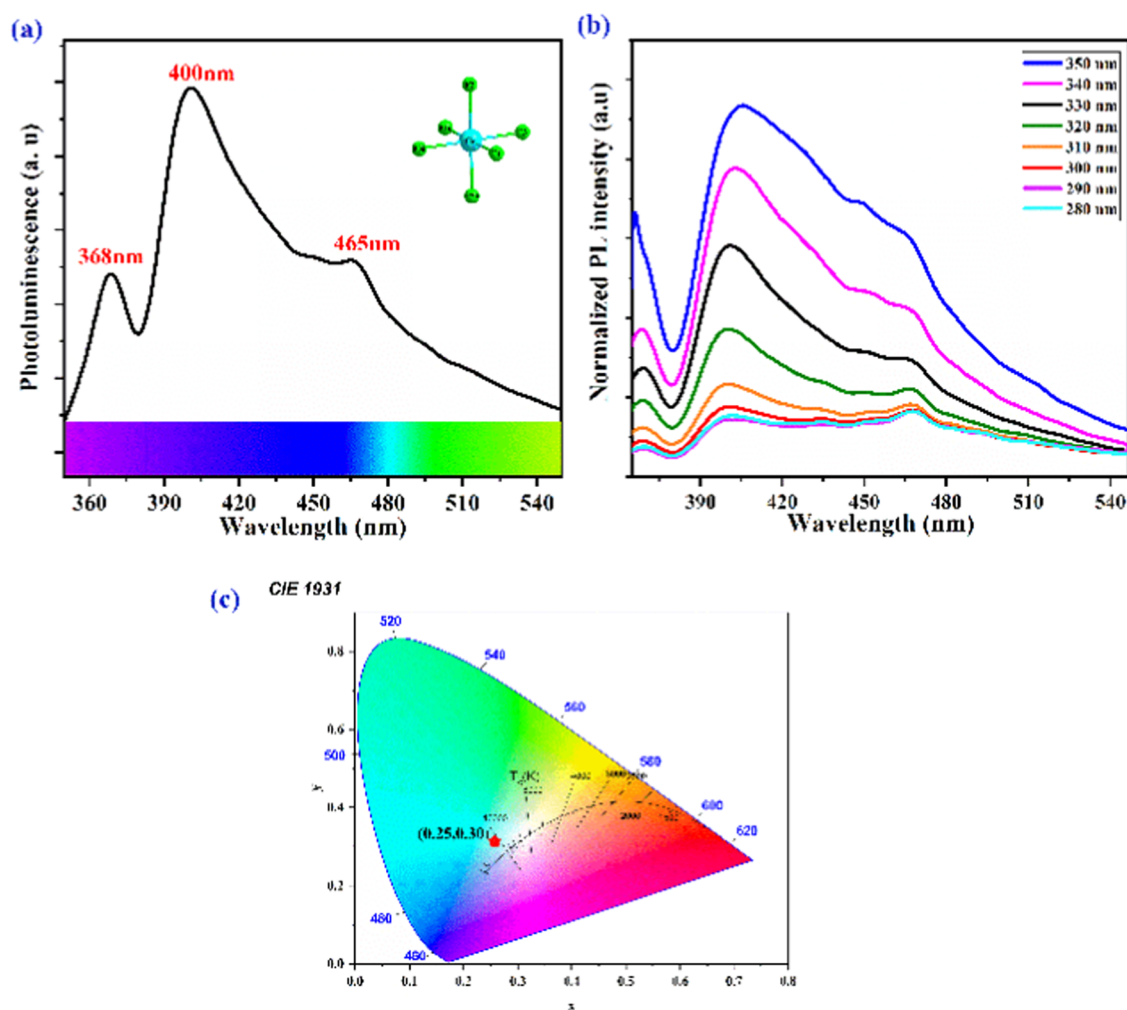 (a)
400nm
368nm
465nm
Photoluminescence (a. u)
360 390 420 450 480 510 540
Wavelength (nm)
(b)
350 nm
340 nm
330 nm
320 nm
310 nm
300 nm
290 nm
280 nm
Normalized PL intensity (a.u)
390 420 450 480 510 540
Wavelength (nm)
(c)
CIE 1931
520
540
560
580
600
620
500
480
460
0.8
0.6
0.4
0.2
0.0
0.0 0.1 0.2 0.3 0.4 0.5 0.6 0.7 0.8
y
x
(0.25,0.30)
2000